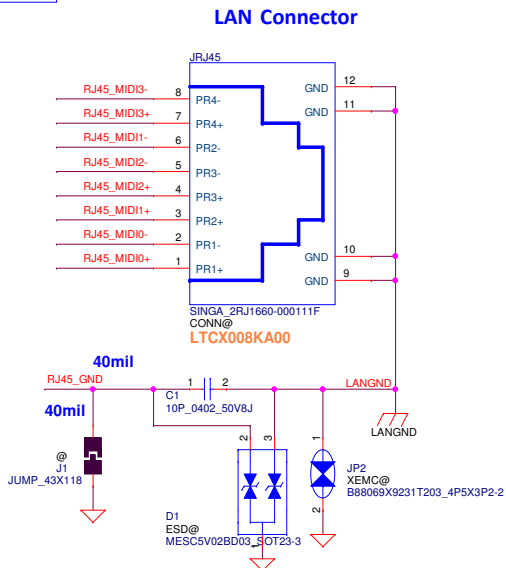 LAN Connector
JRJ45
RJ45_MIDI3- 8 PR4- GND 12
RJ45_MIDI3+ 7 PR4+ GND 11
RJ45_MIDI1- 6 PR2-
RJ45_MIDI2- 5 PR3-
RJ45_MIDI2+ 4 PR3+
RJ45_MIDI1+ 3 PR2+
RJ45_MIDI0- 2 PR1- GND 10
RJ45_MIDI0+ 1 PR1+ GND 9
SINGA_2RJ1660-000111F
CONN@
LTCX008KA00
40mil
RJ45_GND 1 2 LANGND
C1
10P_0402_50V8J
40mil
LANGND
2 3 1
@
J1
JUMP_43X118
JP2
XEMC@
B88069X9231T203_4P5X3P2-2
2
D1
ESD@
MESC5V02BD03_SOT23-3
1